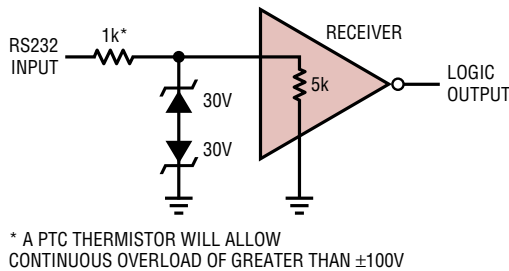 RS232
INPUT
1k*
30V
30V
RECEIVER
5k
LOGIC
OUTPUT
* A PTC THERMISTOR WILL ALLOW
CONTINUOUS OVERLOAD OF GREATER THAN ±100V